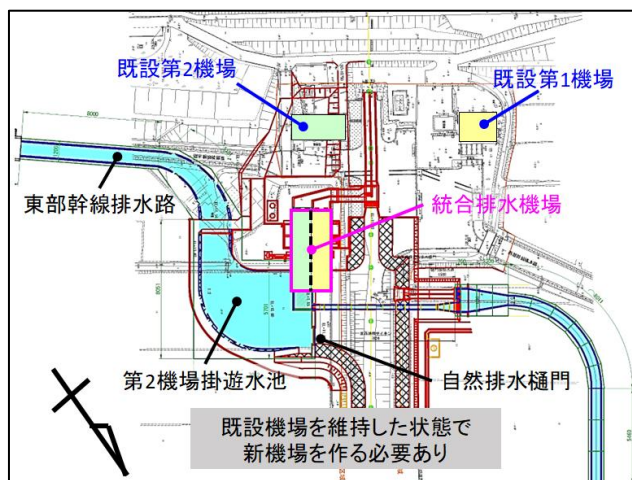 既設第2機場
既設第1機場
東部幹線排水路
統合排水機場
第2機場掛遊水池
自然排水樋門
既設機場を維持した状態で
新機場を作る必要あり